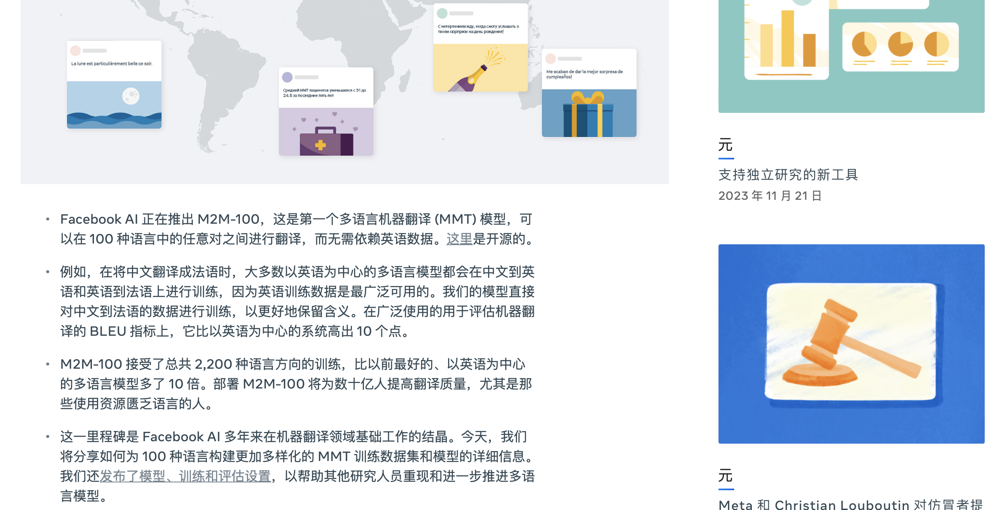 La lune est particulièrement belle ce soir.
Средний ИМТ пациентов уменьшился с 31 до
24.5 за последние пять лет
С нетерпением жду, когда смогу услышать о
твоем сюрпризе на день рождения!
Me acaban de dar la mejor sorpresa de
cumpleaños!
Facebook AI 正在推出 M2M-100，这是第一个多语言机器翻译 (MMT) 模型，可
以在 100 种语言中的任意对之间进行翻译，而无需依赖英语数据。这里是开源的。
例如，在将中文翻译成法语时，大多数以英语为中心的多语言模型都会在中文到英
语和英语到法语上进行训练，因为英语训练数据是最广泛可用的。我们的模型直接
对中文到法语的数据进行训练，以更好地保留含义。在广泛使用的用于评估机器翻
译的 BLEU 指标上，它比以英语为中心的系统高出 10 个点。
M2M-100 接受了总共 2,200 种语言方向的训练，比以前最好的、以英语为中心
的多语言模型多了 10 倍。部署 M2M-100 将为数十亿人提高翻译质量，尤其是那
些使用资源匮乏语言的人。
这一里程碑是 Facebook AI 多年来在机器翻译领域基础工作的结晶。今天，我们
将分享如何为 100 种语言构建更加多样化的 MMT 训练数据集和模型的详细信息。
我们还发布了模型、训练和评估设置，以帮助其他研究人员重现和进一步推进多语
言模型。
元
支持独立研究的新工具
2023 年 11 月 21 日
元
Meta 和 Christian Louboutin 对仿冒者提